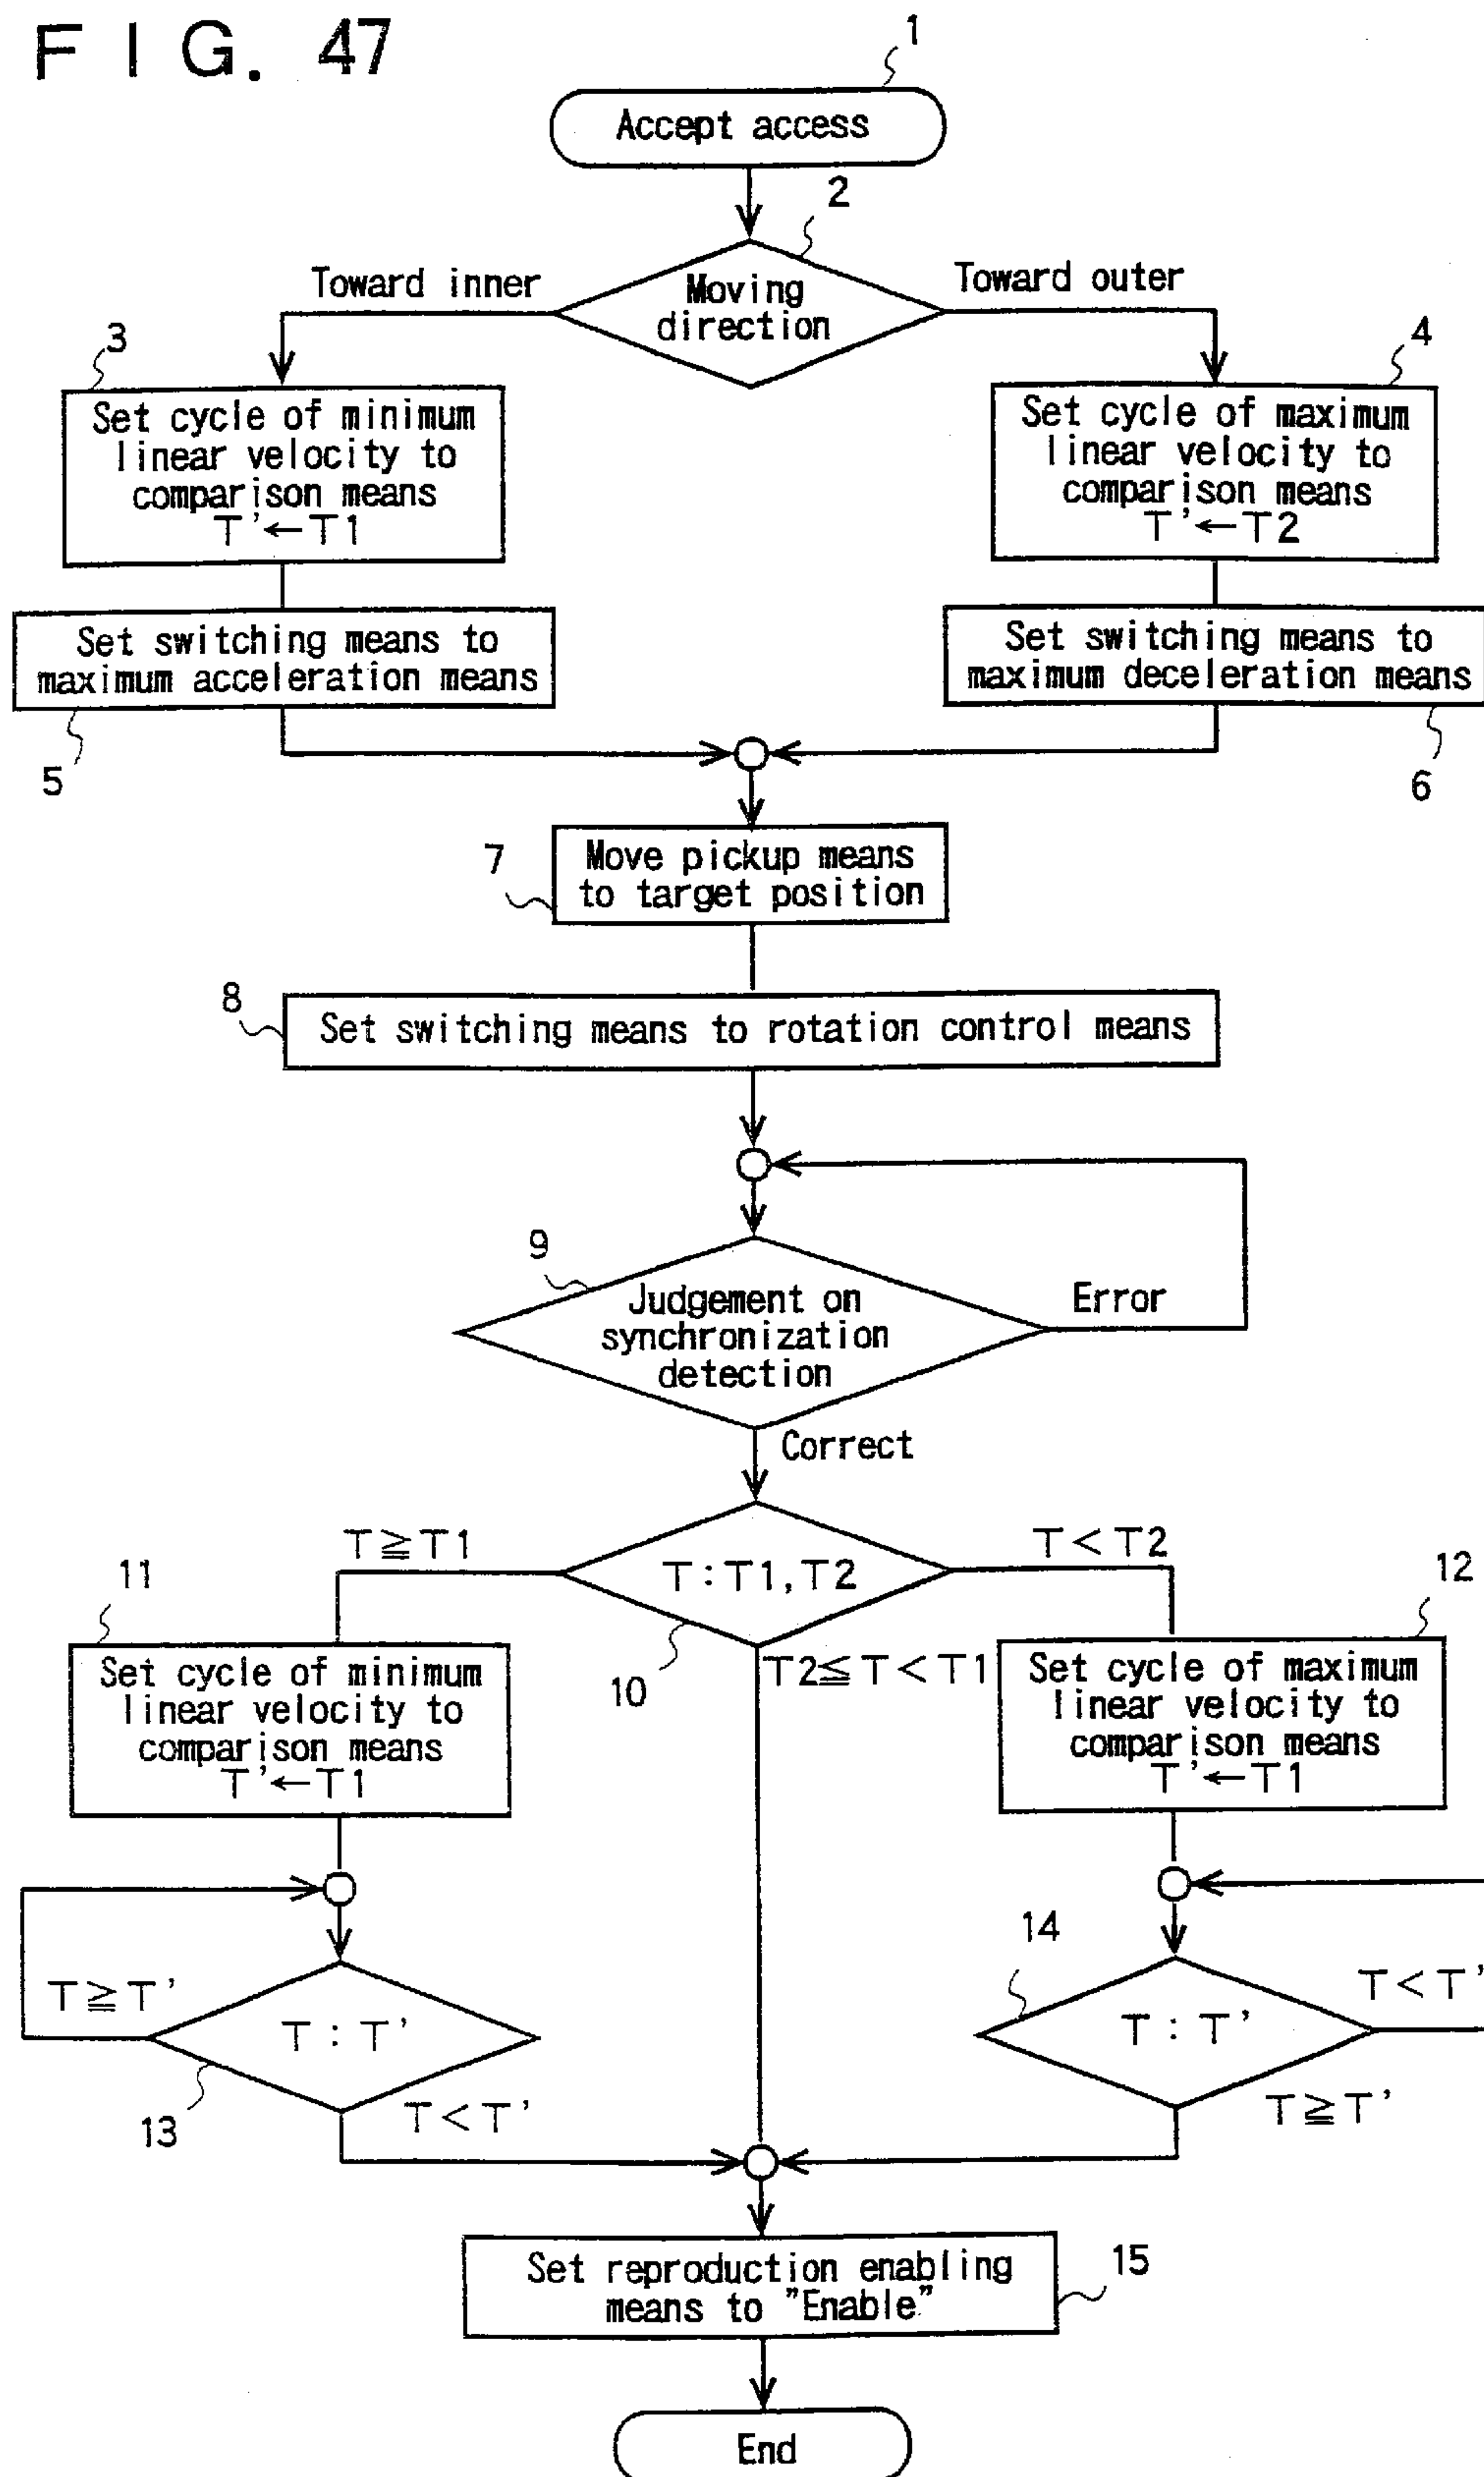 FIG. 47
1
Accept access
2
Toward inner
Moving
direction
Toward outer
3
Set cycle of minimum
linear velocity to
comparison means
T'←T1
4
Set cycle of maximum
linear velocity to
comparison means
T'←T2
Set switching means to
maximum acceleration means
5
Set switching means to
maximum deceleration means
6
7
Move pickup means
to target position
8
Set switching means to rotation control means
9
Judgement on
synchronization
detection
Error
Correct
T≧T1
T:T1,T2
T<T2
10
T2≦T<T1
11
Set cycle of minimum
linear velocity to
comparison means
T'←T1
12
Set cycle of maximum
linear velocity to
comparison means
T'←T1
T≧T'
T : T'
13
T<T'
14
T : T'
T<T'
T≧T'
Set reproduction enabling
means to "Enable"
15
End